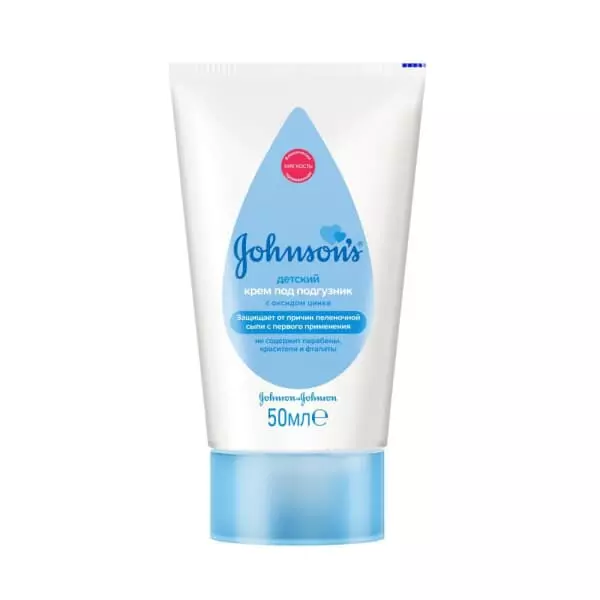 МЯГКОСТЬ
Johnson's
детский
крем под подгузник
с оксидом цинка
Защищает от причин пеленочной
сыпи с первого применения
не содержит парабены,
красители и фталаты
Johnson & Johnson
50мл℮